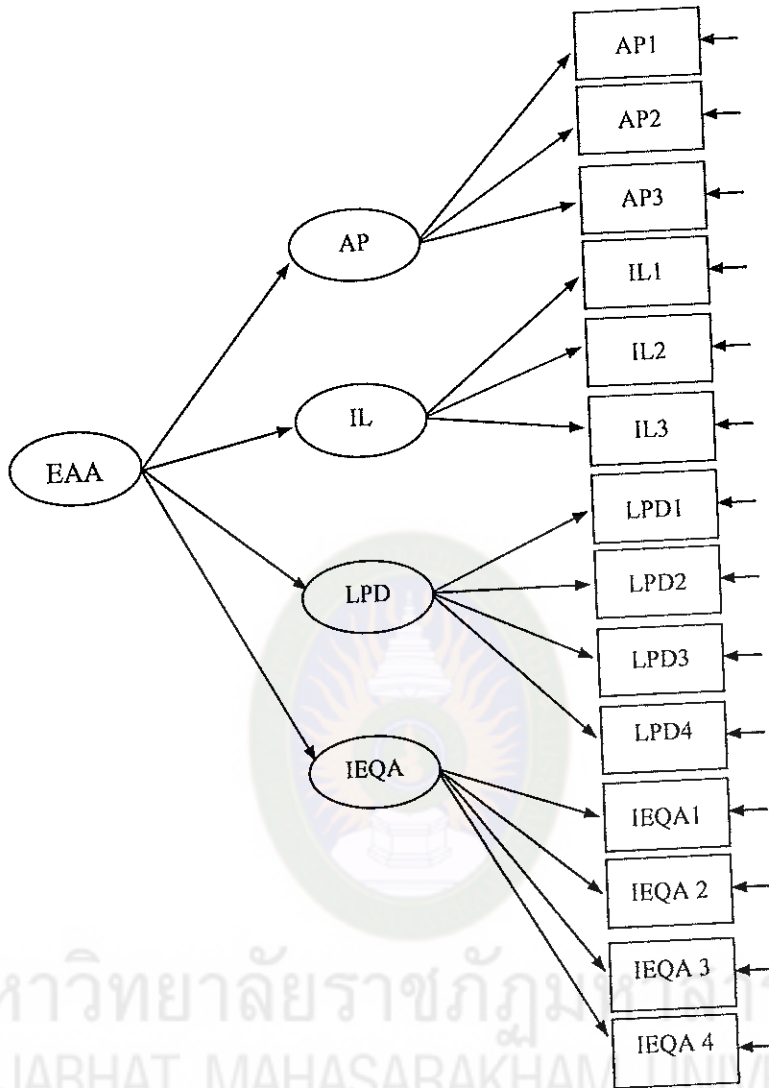 AP1
AP2
AP3
AP
IL1
IL2
IL3
IL
EAA
LPD1
LPD2
LPD3
LPD4
LPD
IEQA
IEQA1
IEQA 2
IEQA 3
IEQA 4
หาวิทยาลัยราชภัฏมหาสาร
JABHAT MAHASARAKHAM UNIVE